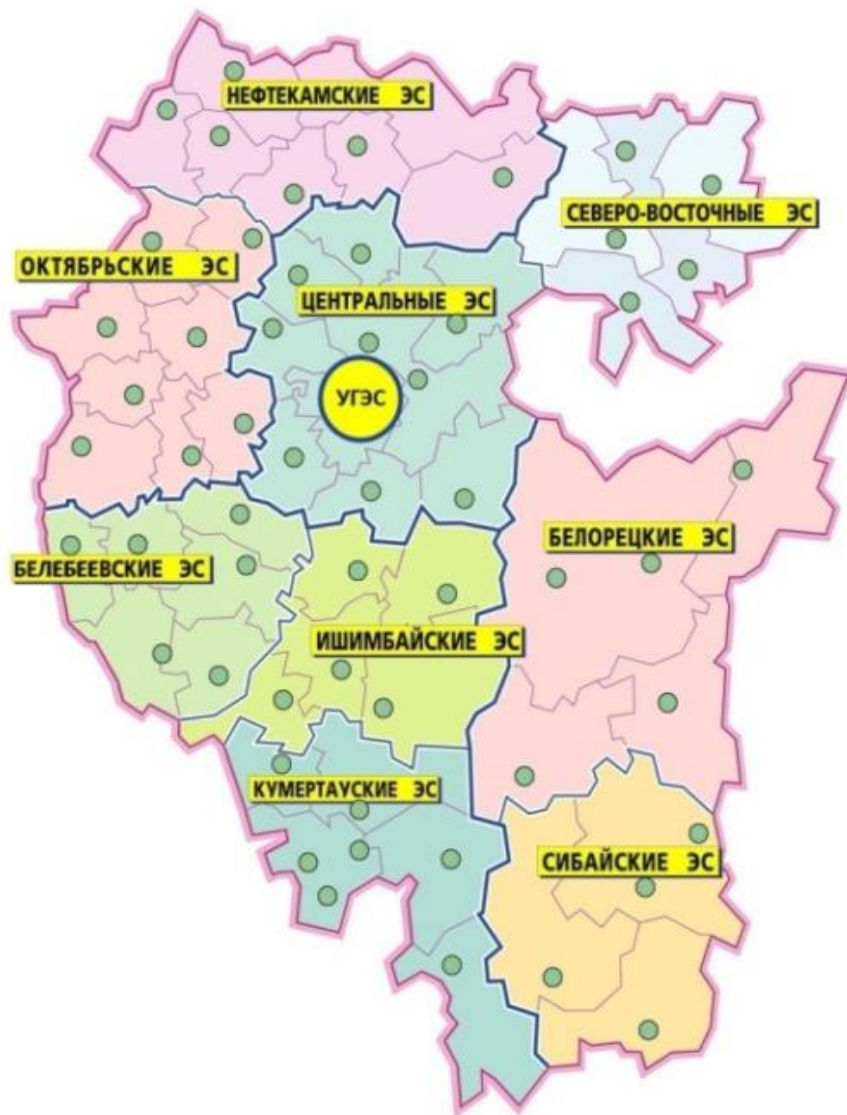 НЕФТЕКАМСКИЕ ЭС
СЕВЕРО-ВОСТОЧНЫЕ ЭС
ОКТЯБРЬСКИЕ ЭС
ЦЕНТРАЛЬНЫЕ ЭС
УГЭС
БЕЛОРЕЦКИЕ ЭС
БЕЛЕБЕЕВСКИЕ ЭС
ИШИМБАЙСКИЕ ЭС
КУМЕРТАУСКИЕ ЭС
СИБАЙСКИЕ ЭС